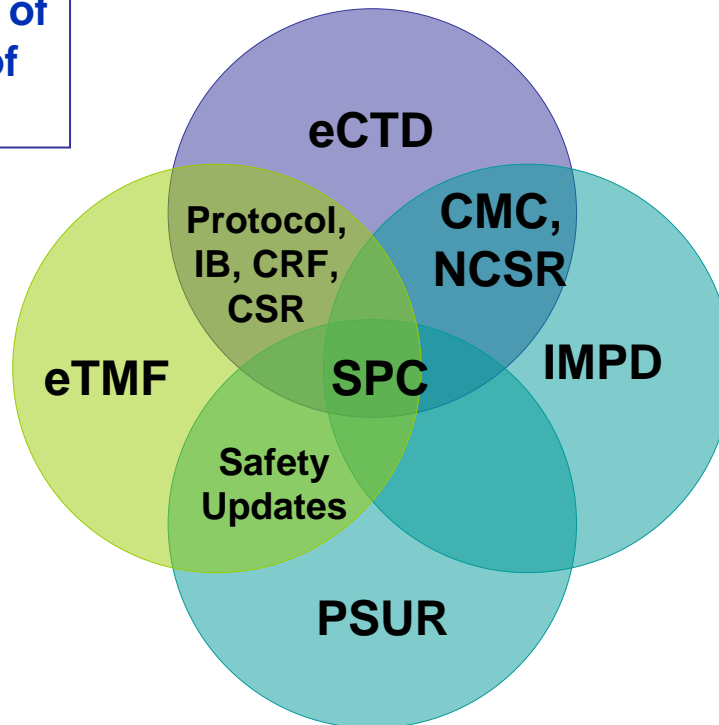 of
of
eCTD
Protocol,
IB, CRF,
CSR
CMC,
NCSR
eTMF
SPC
IMPD
Safety
Updates
PSUR